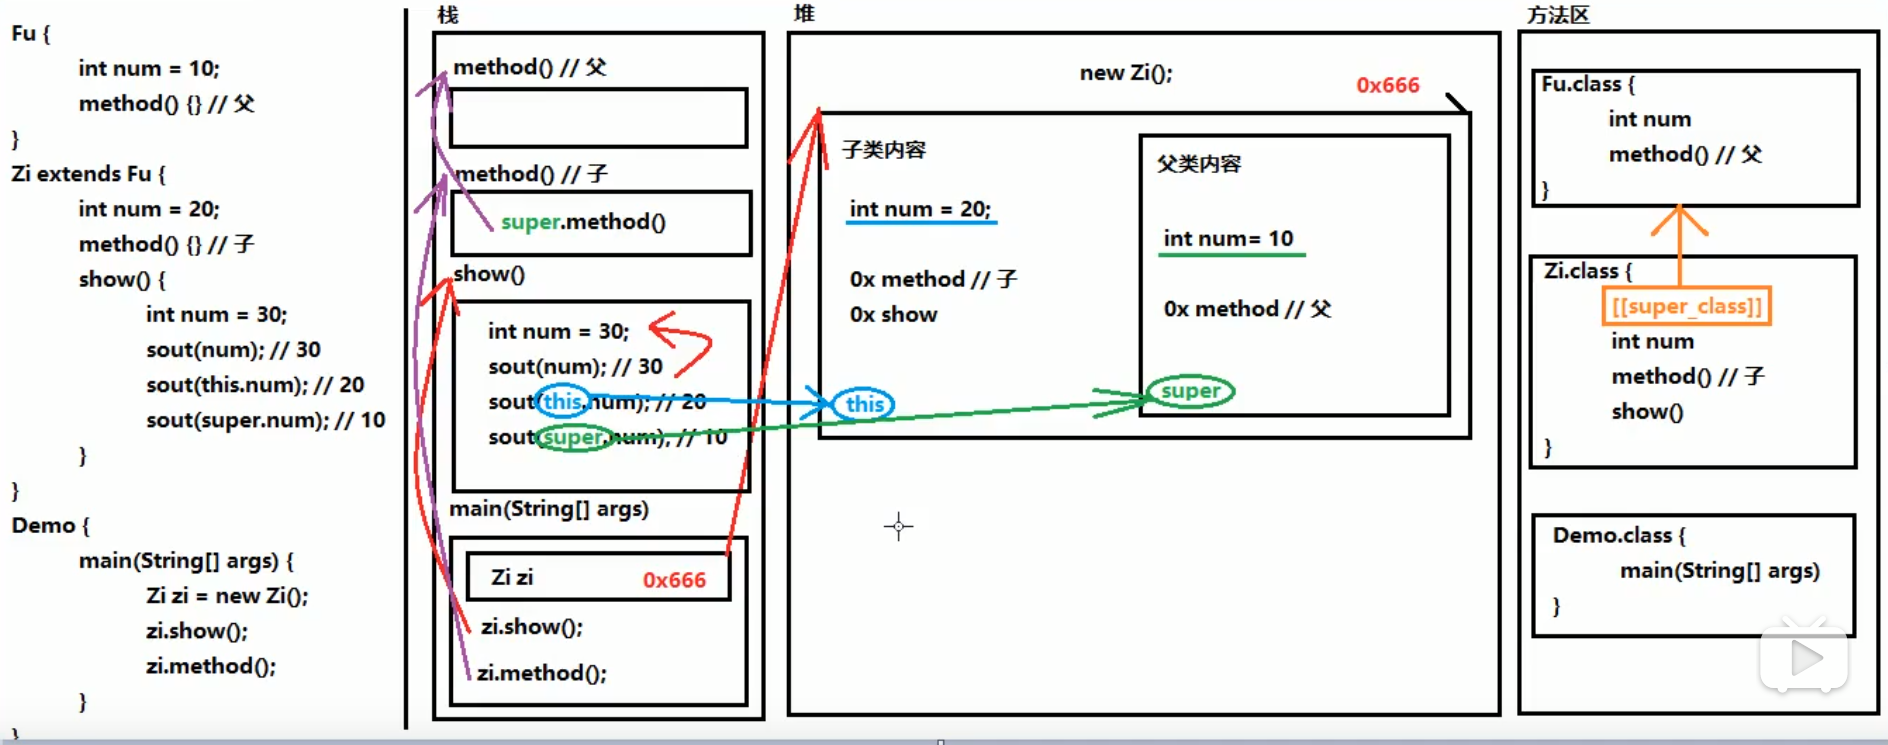 Fu {
int num = 10;
method() {} // 父
}
Zi extends Fu {
int num = 20;
method() {} // 子
show() {
int num = 30;
sout(num); // 30
sout(this.num); // 20
sout(super.num); // 10
}
}
Demo {
main(String[] args) {
Zi zi = new Zi();
zi.show();
zi.method();
}
}
栈
method() // 父
method() // 子
super.method()
show()
int num = 30;
sout(num); // 30
sout(this.num); // 20
sout(super.num); // 10
main(String[] args)
Zi zi 0x666
zi.show();
zi.method();
堆
new Zi();
0x666
子类内容
int num = 20;
0x method // 子
0x show
this
父类内容
int num= 10
0x method // 父
super
方法区
Fu.class {
int num
method() // 父
}
Zi.class {
[[super_class]]
int num
method() // 子
show()
}
Demo.class {
main(String[] args)
}